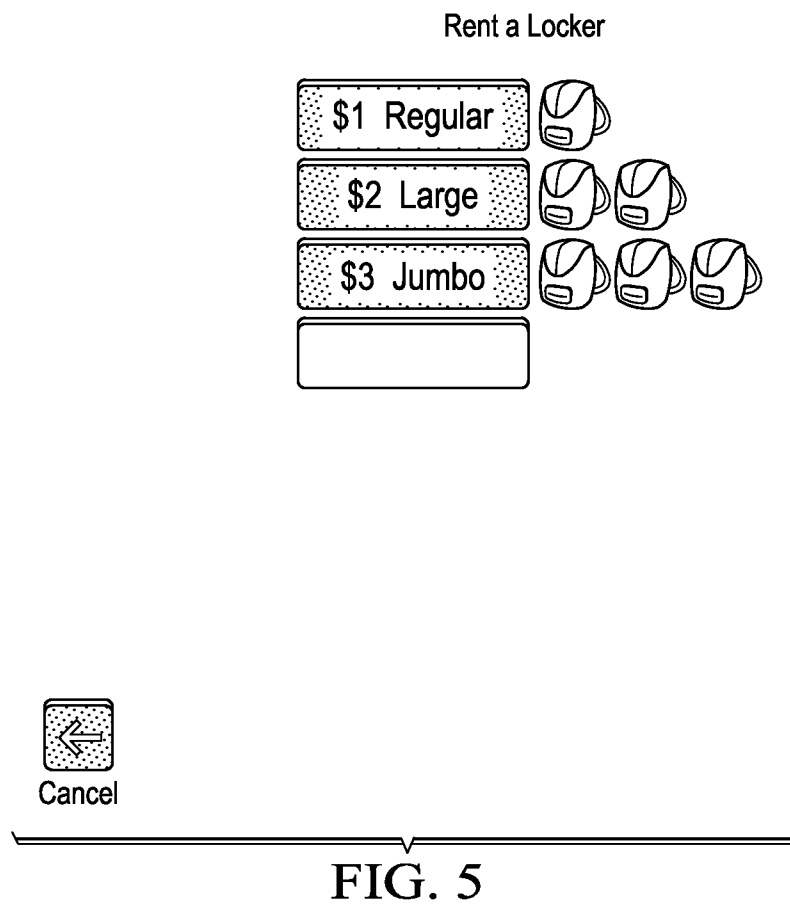 Rent a Locker
$1 Regular
$2 Large
$3 Jumbo
Cancel
FIG. 5